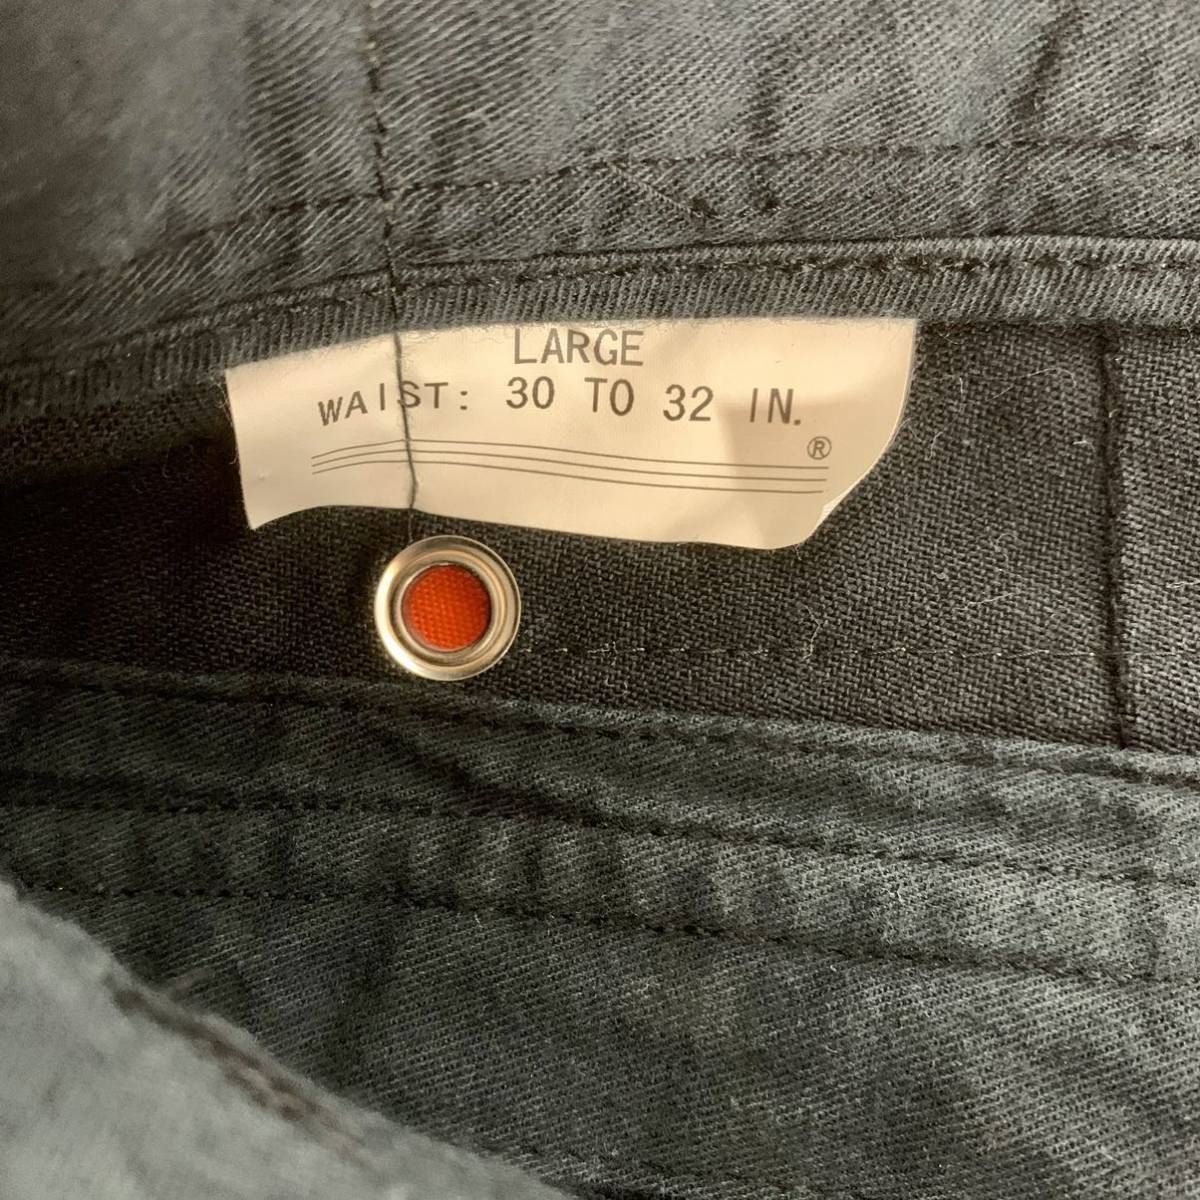 LARGE
WAIST: 30 TO 32 IN.
®